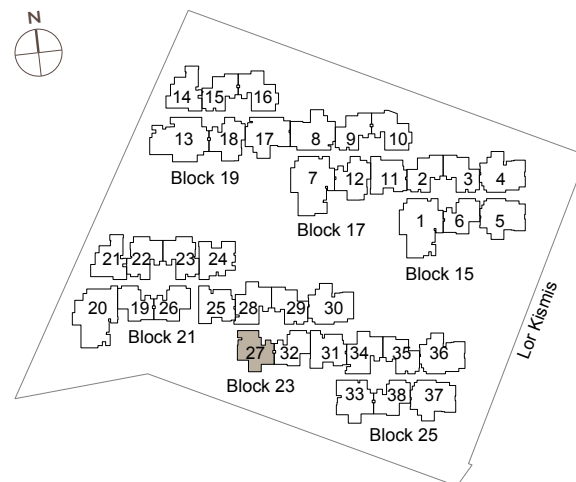 N
14 15 16
13 18 17 8 9 10
Block 19
7 12 11 2 3 4
Block 17
1 6 5
Block 15
21 22 23 24
20 19 26 25 28 29 30
Block 21
Lor Kismis
27 32 31 34 35 36
Block 23
33 38 37
Block 25